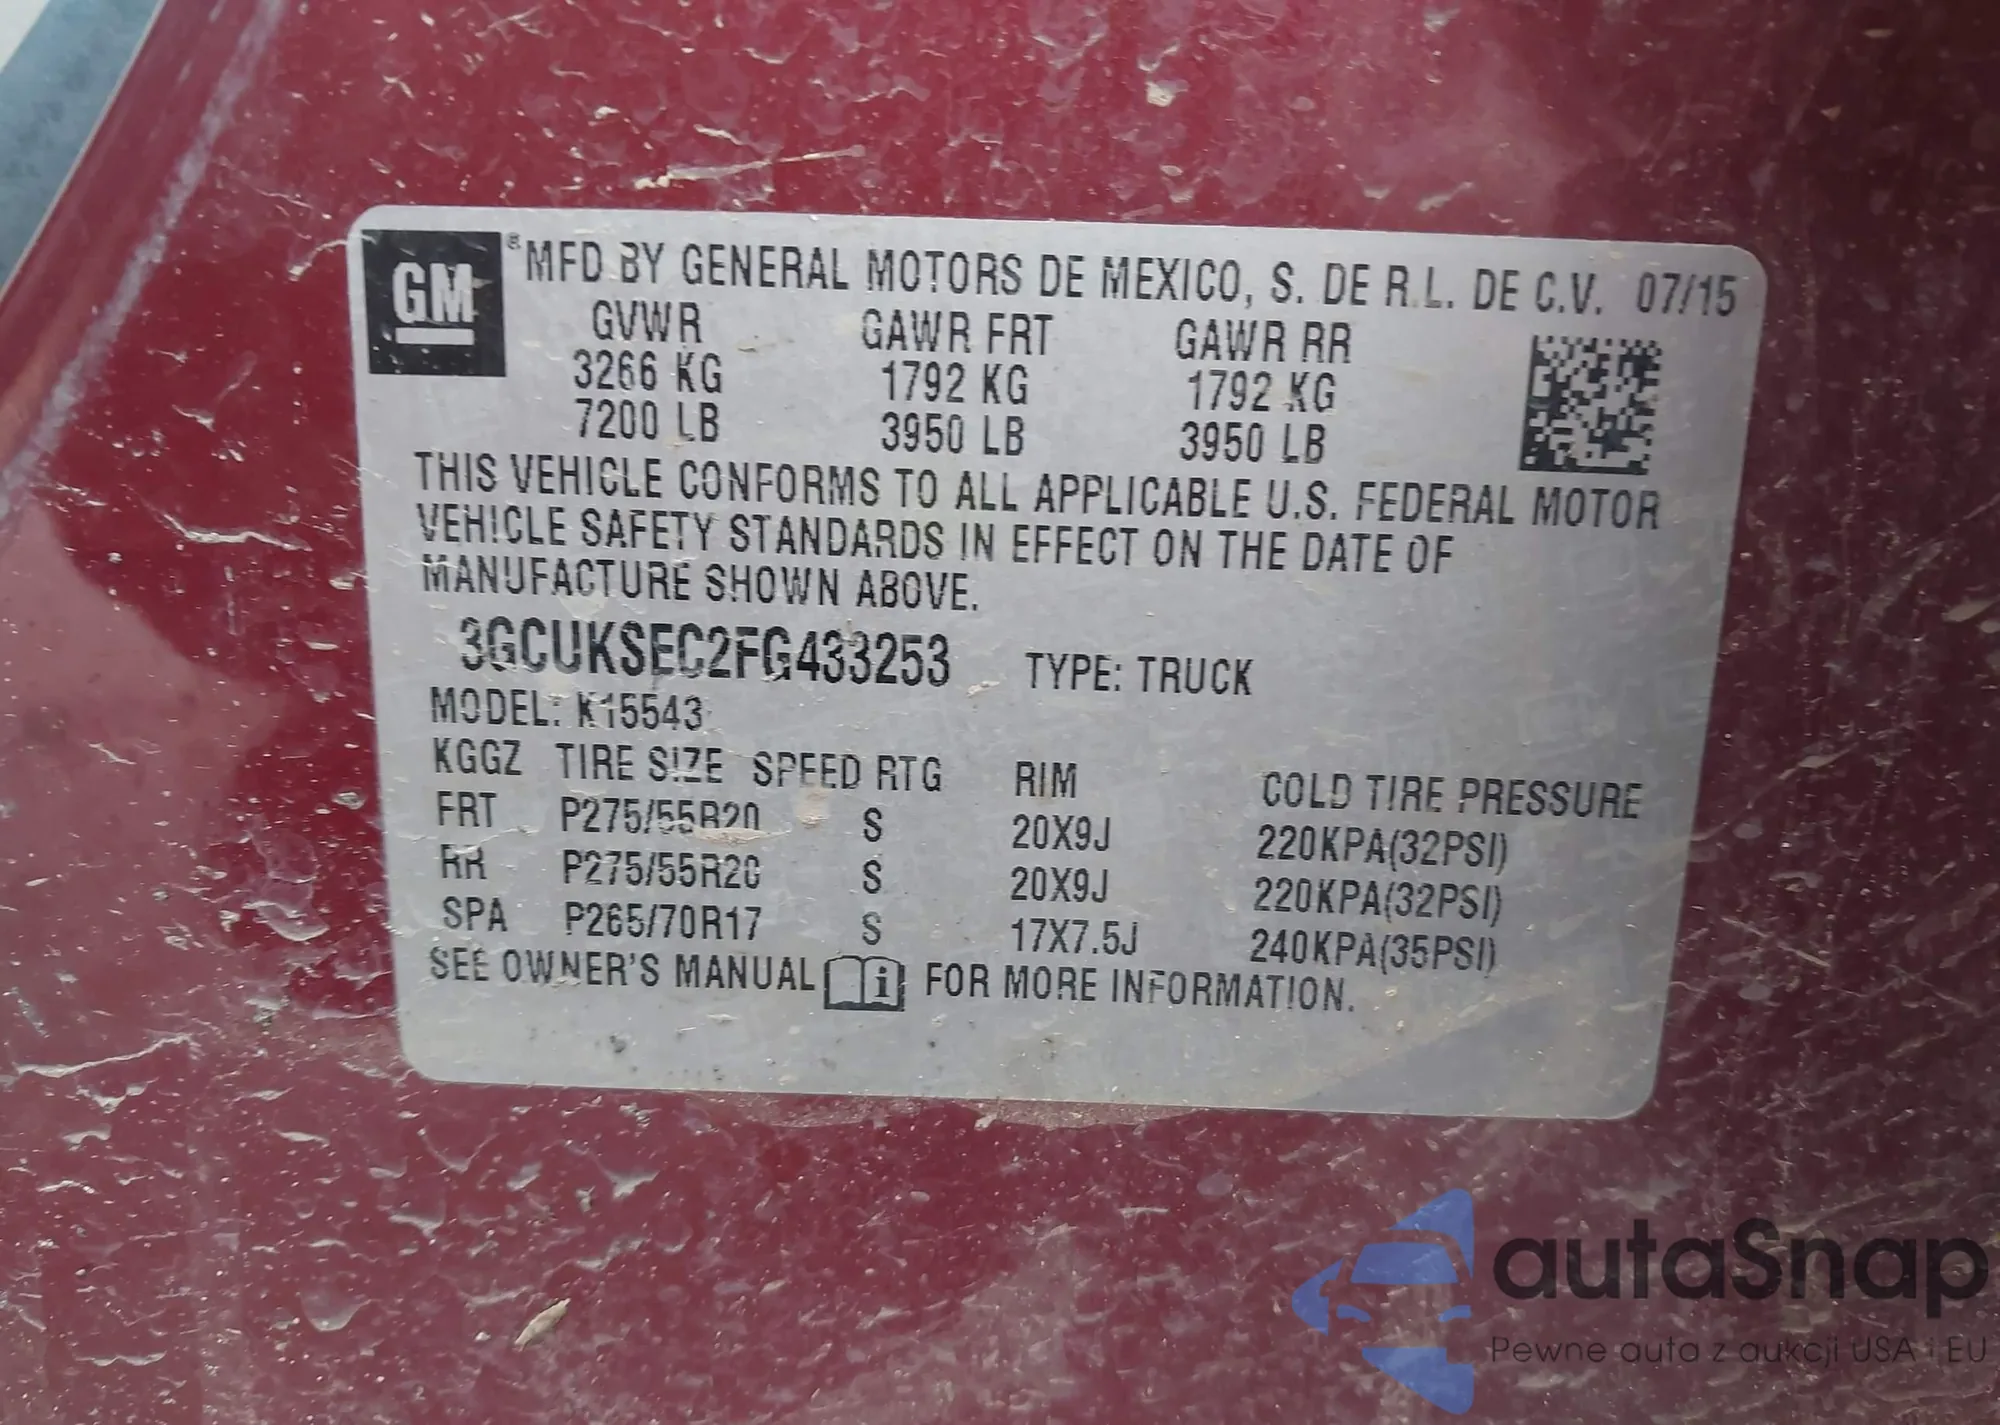 GM
® MFD BY GENERAL MOTORS DE MEXICO, S. DE R.L. DE C.V. 07/15
GVWR GAWR FRT GAWR RR
3266 KG 1792 KG 1792 KG
7200 LB 3950 LB 3950 LB
THIS VEHICLE CONFORMS TO ALL APPLICABLE U.S. FEDERAL MOTOR
VEHICLE SAFETY STANDARDS IN EFFECT ON THE DATE OF
MANUFACTURE SHOWN ABOVE.
3GCUKSEC2FG433253 TYPE: TRUCK
MODEL: K15543
KGGZ TIRE SIZE SPEED RTG RIM COLD TIRE PRESSURE
FRT P275/55R20 S 20X9J 220KPA(32PSI)
RR P275/55R20 S 20X9J 220KPA(32PSI)
SPA P265/70R17 S 17X7.5J 240KPA(35PSI)
SEE OWNER'S MANUAL i FOR MORE INFORMATION.
autaSnap
Pewne auta z aukcji USA i EU